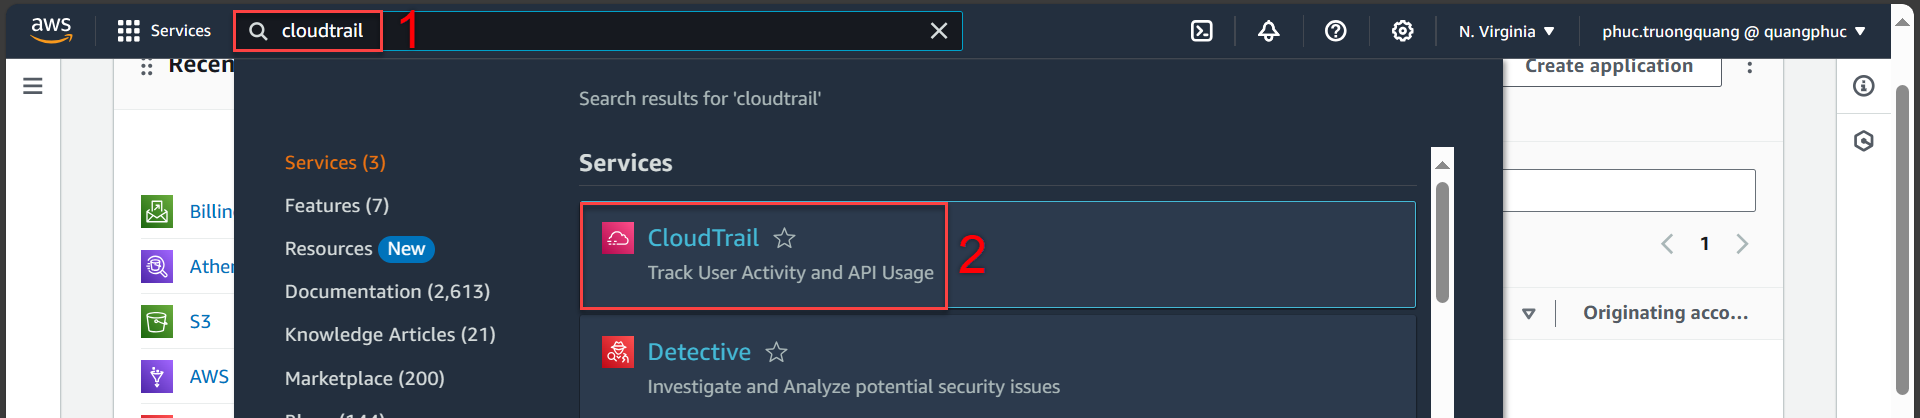 aws
Services
cloudtrail
1
N. Virginia
phuc.truongquang @ quangphuc
Recen
Create application
Search results for 'cloudtrail'
Services (3)
Features (7)
Resources New
Documentation (2,613)
Knowledge Articles (21)
Marketplace (200)
Services
CloudTrail
Track User Activity and API Usage
2
Detective
Investigate and Analyze potential security issues
Billin
Ather
S3
AWS
1
Originating acco...